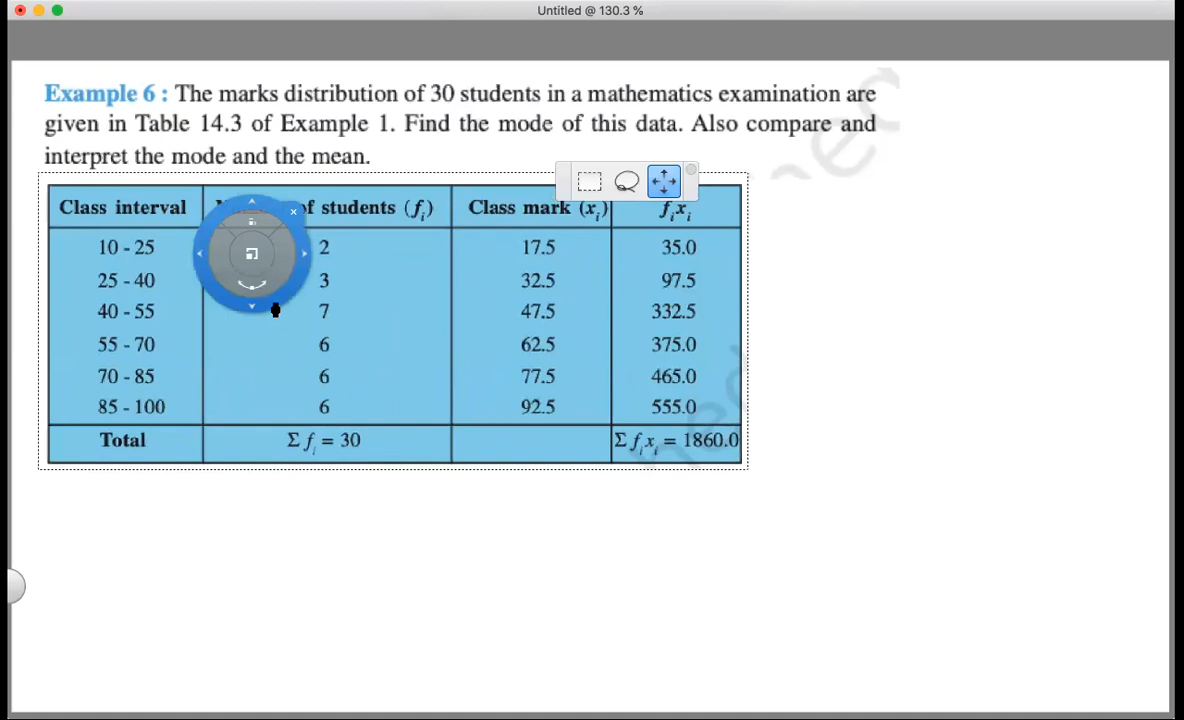 Untitled @ 130.3 %
Example 6 : The marks distribution of 30 students in a mathematics examination are
given in Table 14.3 of Example 1. Find the mode of this data. Also compare and
interpret the mode and the mean.
Class interval of students (fi) Class mark (xi) fixi
10 - 25 2 17.5 35.0
25 - 40 3 32.5 97.5
40 - 55 7 47.5 332.5
55 - 70 6 62.5 375.0
70 - 85 6 77.5 465.0
85 - 100 6 92.5 555.0
Total Σ fi = 30 Σ fixi = 1860.0